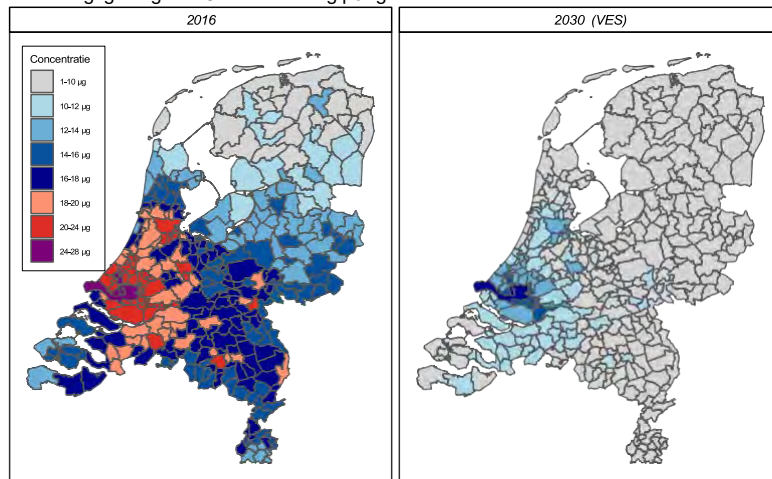 2016
2030 (VES)
Concentratie
1-10 µg
10-12 µg
12-14 µg
14-16 µg
16-18 µg
18-20 µg
20-24 µg
24-28 µg